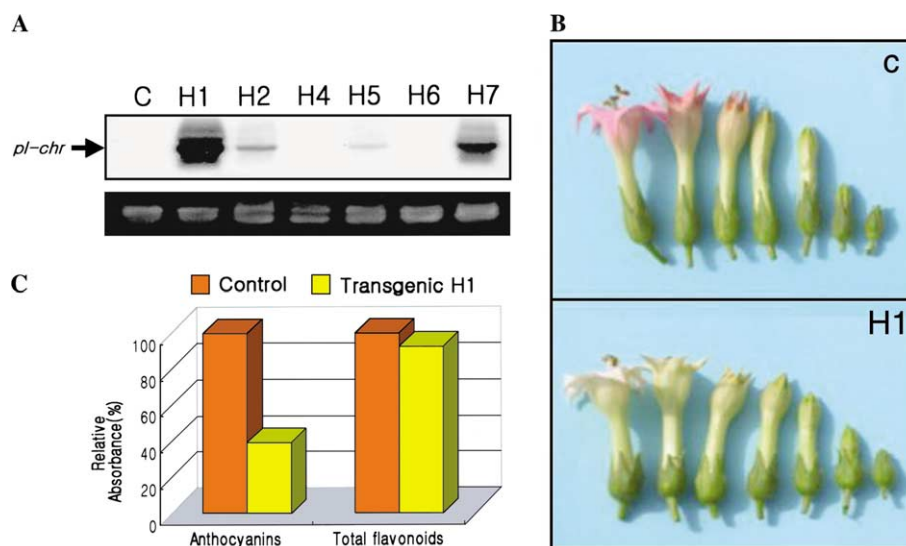 A
C H1 H2 H4 H5 H6 H7
pl-chr
B
C
H1
C
Control Transgenic H1
Relative
Absorbance(%)
100
80
60
40
20
0
Anthocyanins Total flavonoids